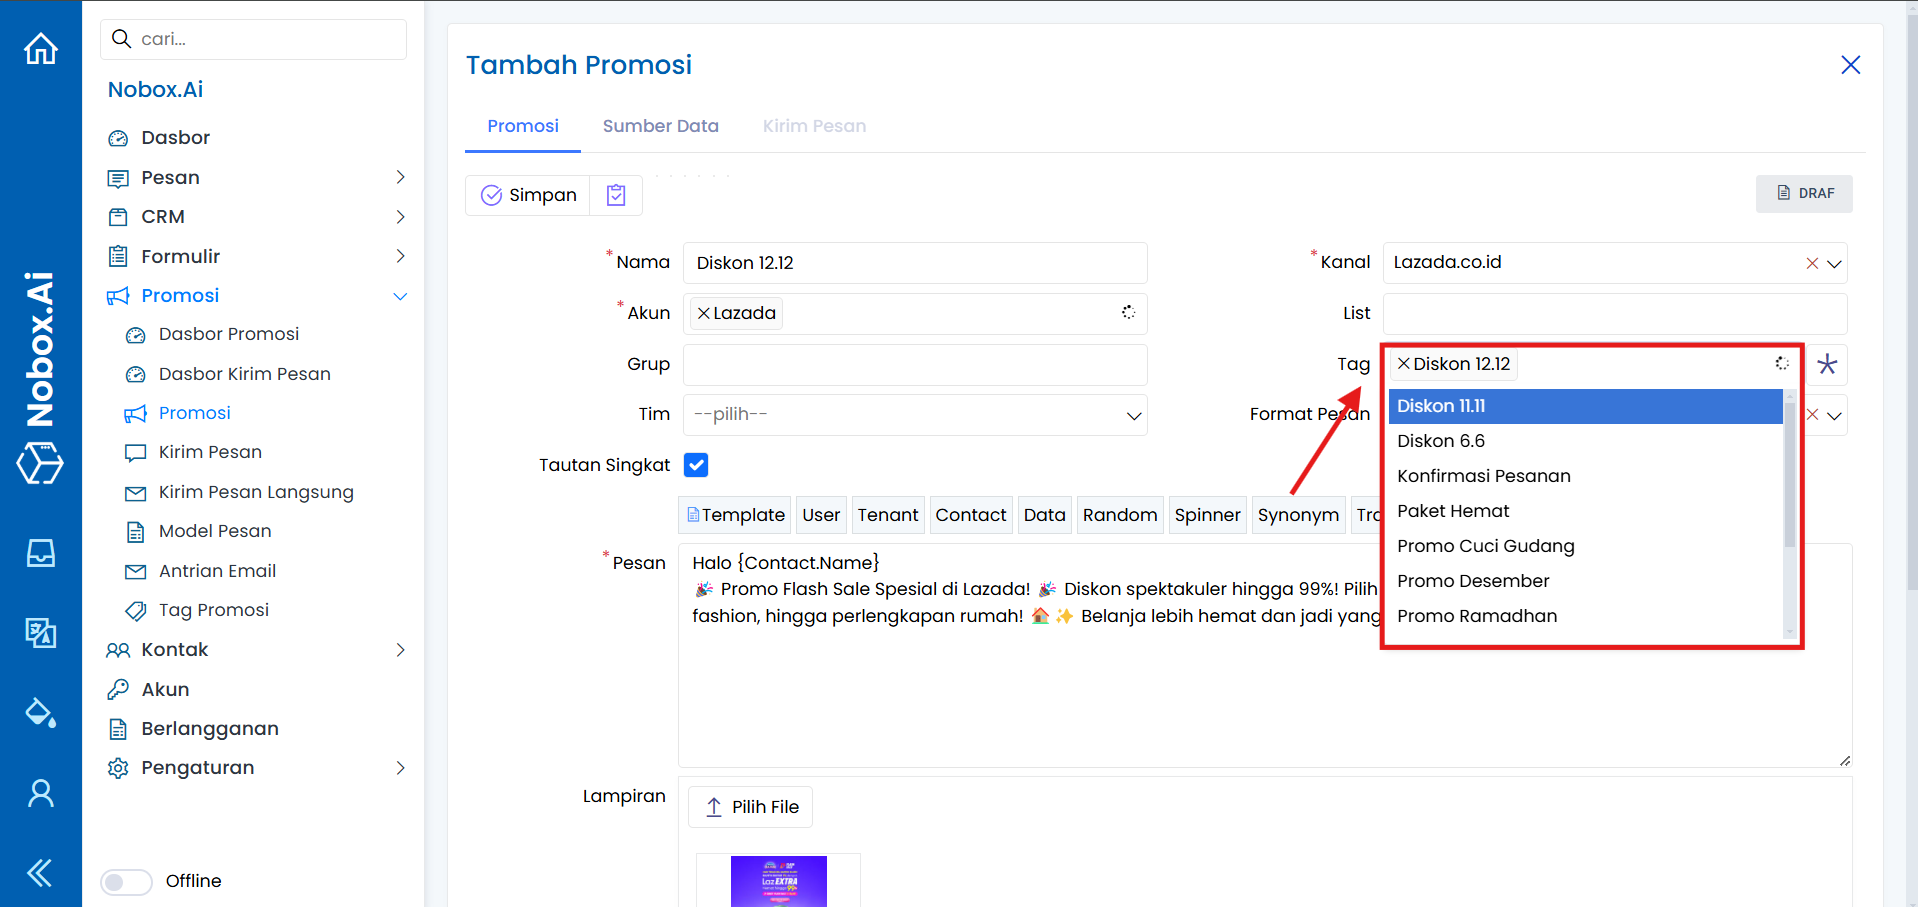 cari...
Nobox.Ai
Nobox.Ai
Dasbor
Pesan
CRM
Formulir
Promosi
Dasbor Promosi
Dasbor Kirim Pesan
Promosi
Kirim Pesan
Kirim Pesan Langsung
Model Pesan
Antrian Email
Tag Promosi
Kontak
Akun
Berlangganan
Pengaturan
Offline
Tambah Promosi
Promosi Sumber Data Kirim Pesan
Simpan
DRAF
*Nama Diskon 12.12
*Kanal Lazada.co.id
*Akun Lazada
List
Grup
Tag Diskon 12.12
Tim --pilih--
Format Pesan
Diskon 11.11
Diskon 6.6
Konfirmasi Pesanan
Paket Hemat
Promo Cuci Gudang
Promo Desember
Promo Ramadhan
Tautan Singkat
Template User Tenant Contact Data Random Spinner Synonym
*Pesan Halo {Contact.Name}
🎉 Promo Flash Sale Spesial di Lazada! 🎉 Diskon spektakuler hingga 99%! Pilih
fashion, hingga perlengkapan rumah! 🏠 ✨ Belanja lebih hemat dan jadi yang
Lampiran Pilih File
LazEXTRA